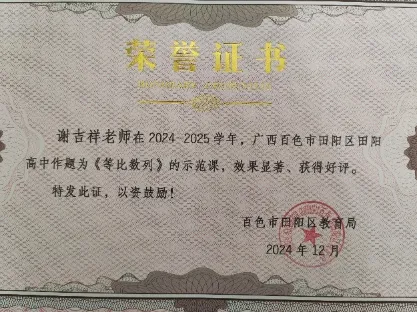 荣誉证书
谢吉祥老师在2024-2025学年，广西百色市田阳区田阳
高中作题为《等比数列》的示范课，效果显著、获得好评。
特发此证，以资鼓励！
百色市田阳区教育局
2024年12月